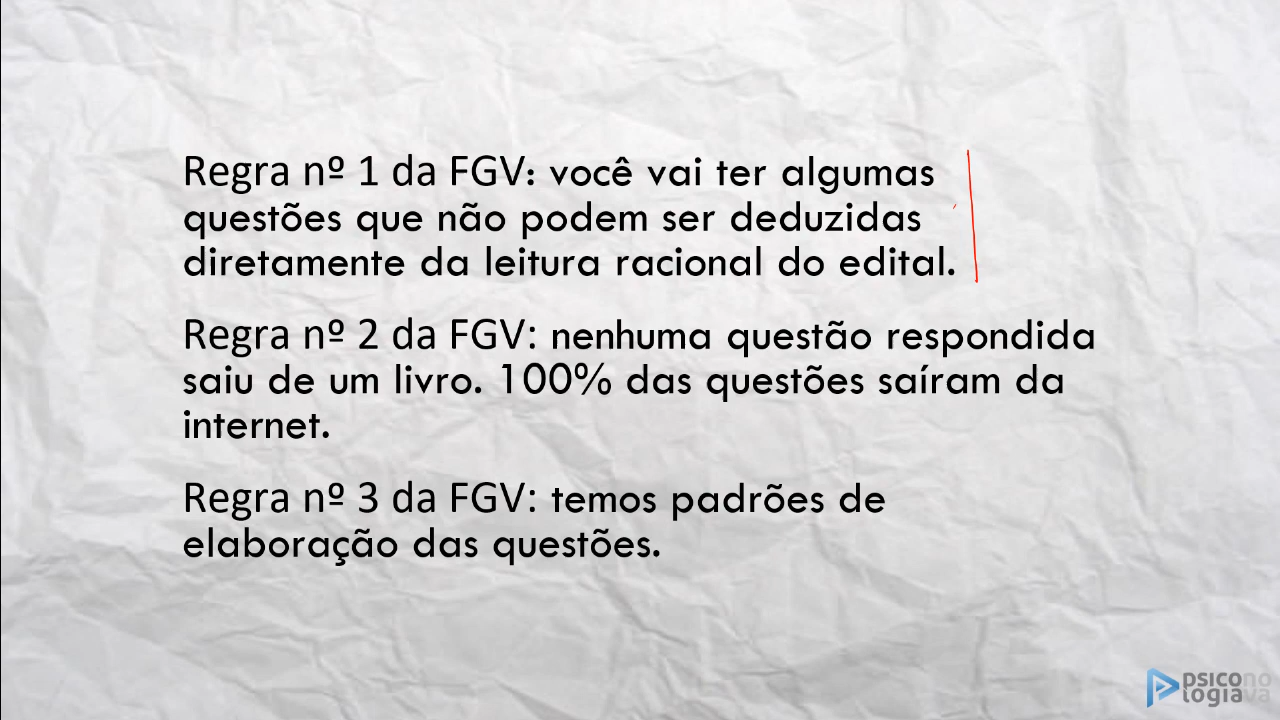 Regra nº 1 da FGV: você vai ter algumas
questões que não podem ser deduzidas
diretamente da leitura racional do edital.
Regra nº 2 da FGV: nenhuma questão respondida
saiu de um livro. 100% das questões saíram da
internet.
Regra nº 3 da FGV: temos padrões de
elaboração das questões.
psicono
logiava